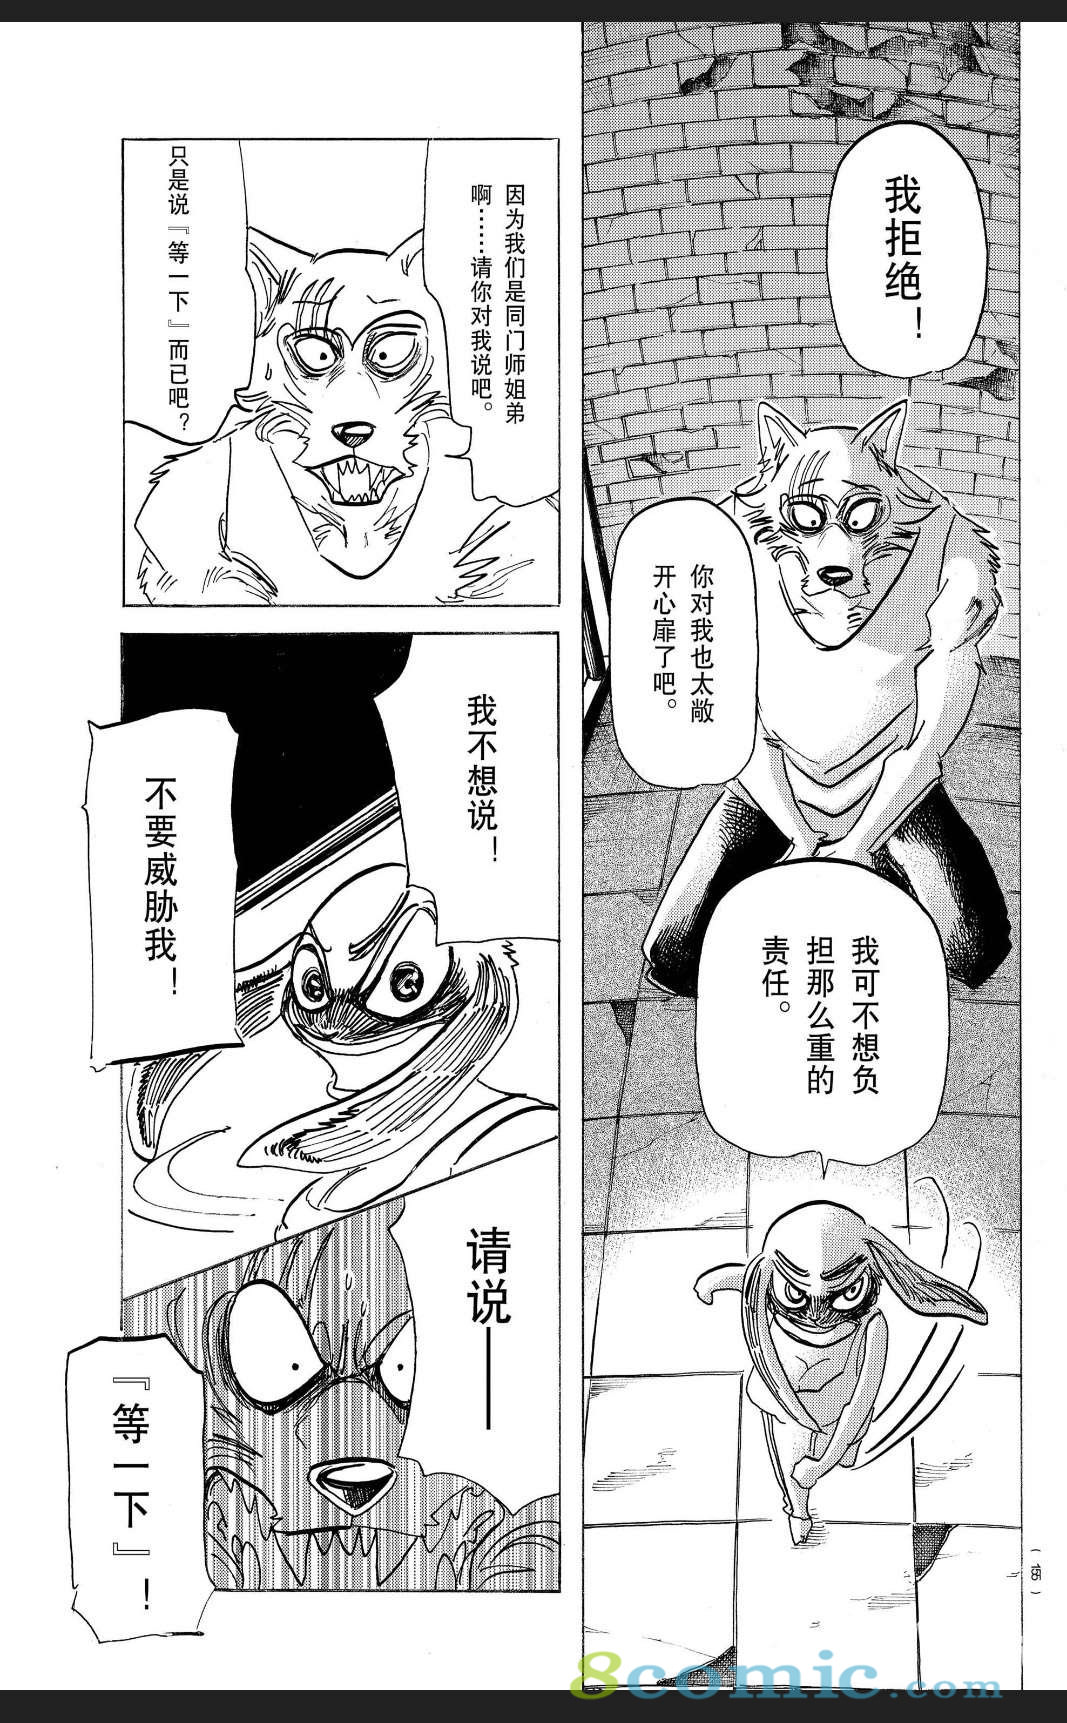 我拒绝！
你对我也太敞
开心扉了吧。
我可不想负
担那么重的
责任。
因为我们是同门师姐弟
啊……请你对我说吧。
只是说『等一下』而已吧？
我不想说！
不要威胁我！
请说——
『等一下』！
（15）
8comic.com